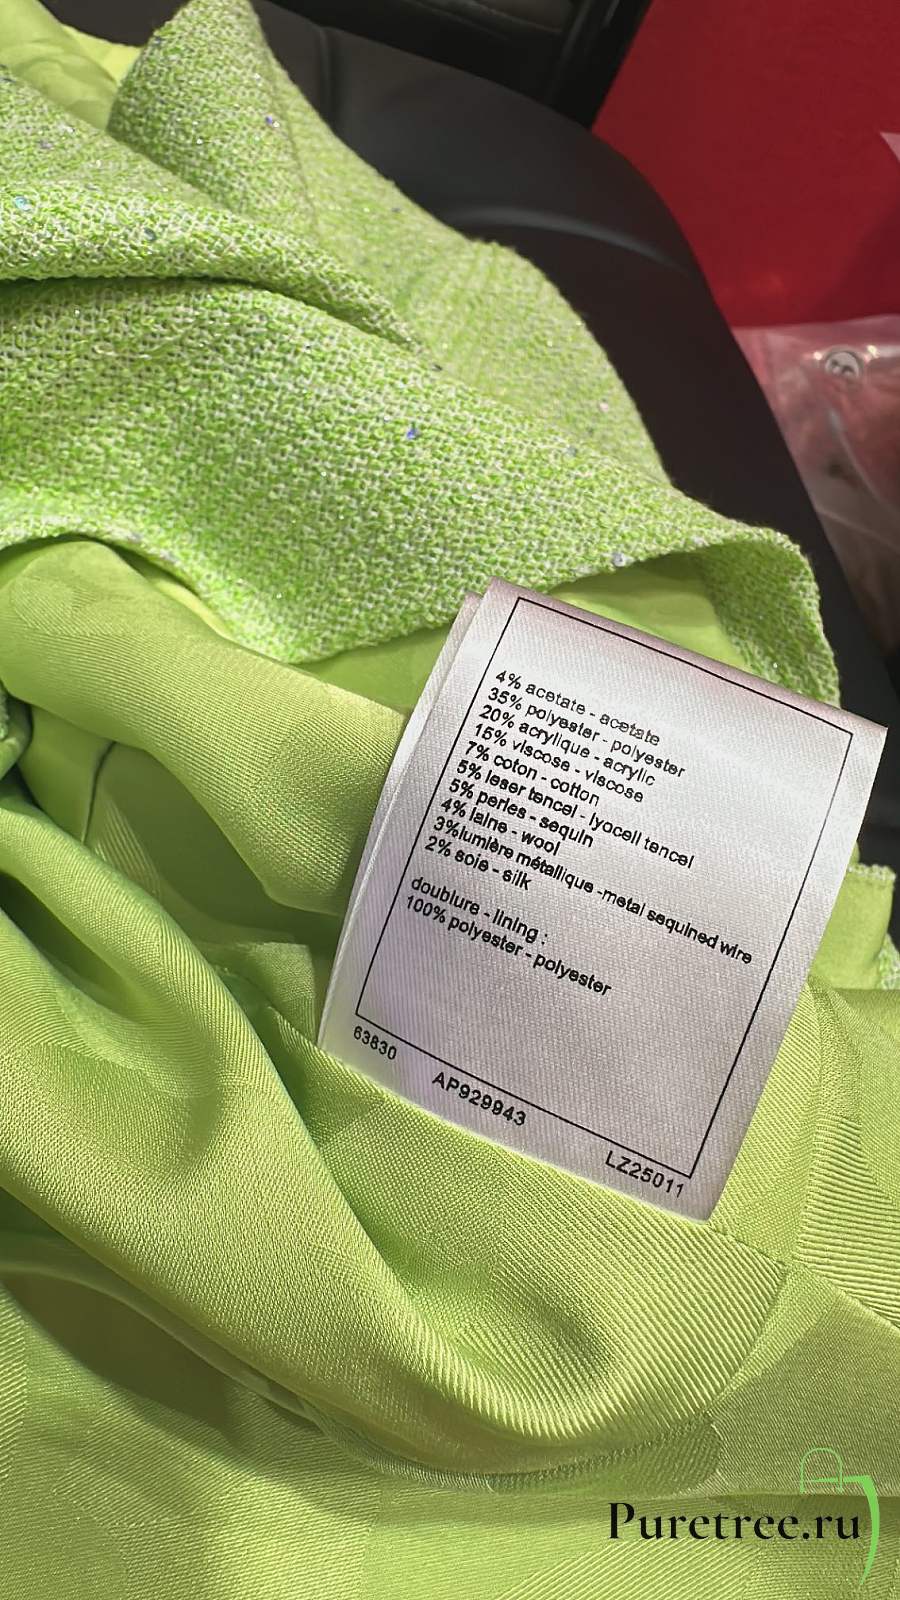 4% acetate - acetate
35% polyester - polyester
20% acrylique - acrylic
15% viscose - viscose
7% coton - cotton
5% leser tencel - lyocell tencel
5% perles - sequin
4% laine - wool
3%lumière métallique -metal sequined wire
2% soie - silk
doublure - lining :
100% polyester - polyester
63830
AP929943
LZ25011
Puretree.ru